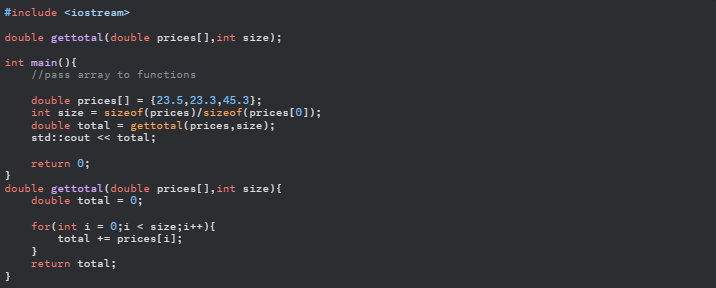 #include <iostream>
double gettotal(double prices[],int size);
int main(){
//pass array to functions
double prices[] = {23.5,23.3,45.3};
int size = sizeof(prices)/sizeof(prices[0]);
double total = gettotal(prices,size);
std::cout << total;
return 0;
}
double gettotal(double prices[],int size){
double total = 0;
for(int i = 0;i < size;i++){
total += prices[i];
}
return total;
}